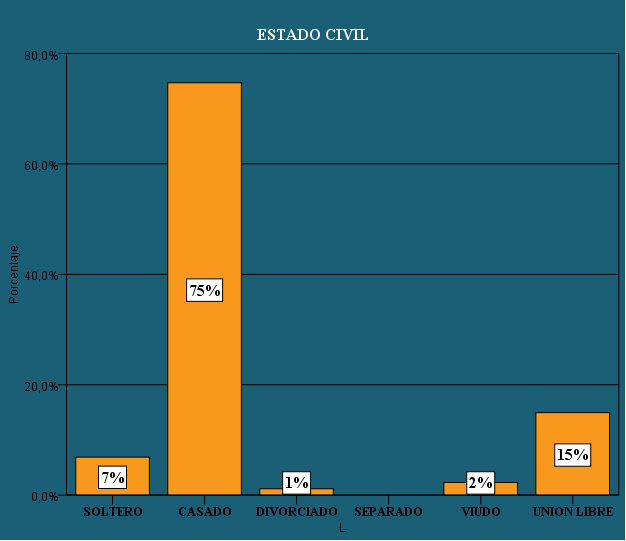 ESTADO CIVIL
80,0%
60,0%
40,0%
20,0%
0,0%
Porcentaje
7%
75%
1%
2%
15%
SOLTERO CASADO DIVORCIADO SEPARADO VIUDO UNION LIBRE
L